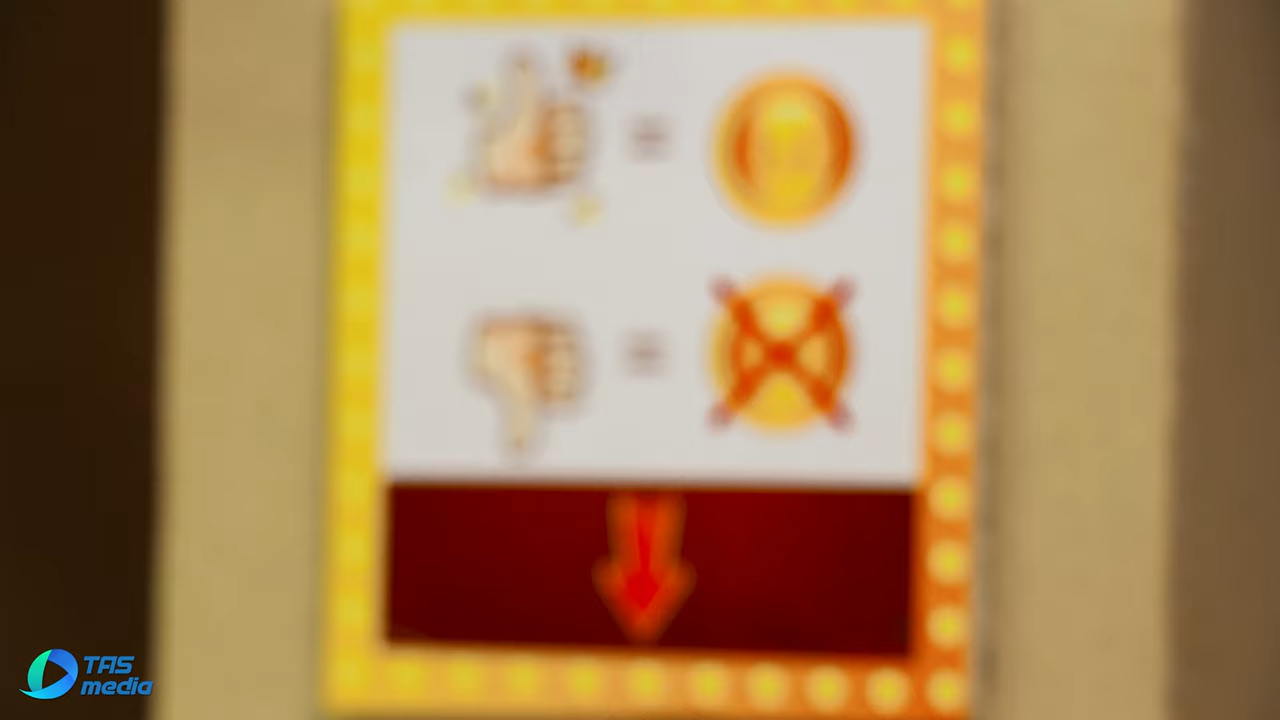 =
=
TAS
media